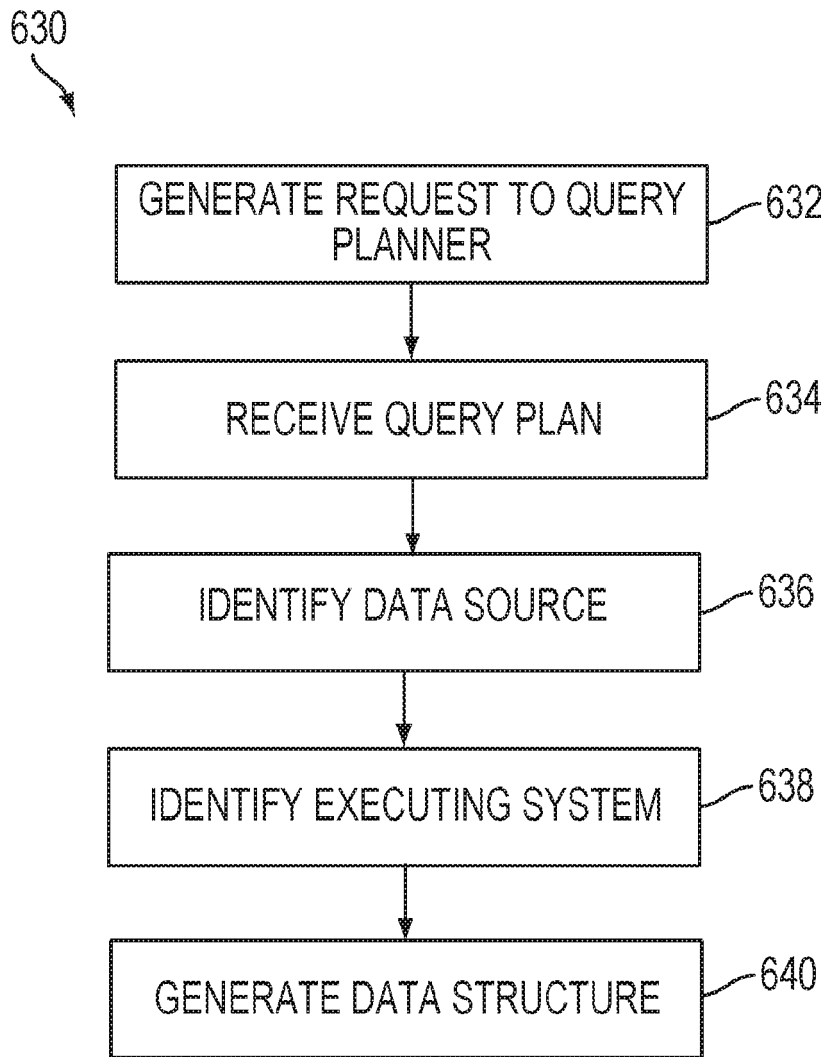 630
GENERATE REQUEST TO QUERY
PLANNER
632
RECEIVE QUERY PLAN
634
IDENTIFY DATA SOURCE
636
IDENTIFY EXECUTING SYSTEM
638
GENERATE DATA STRUCTURE
640